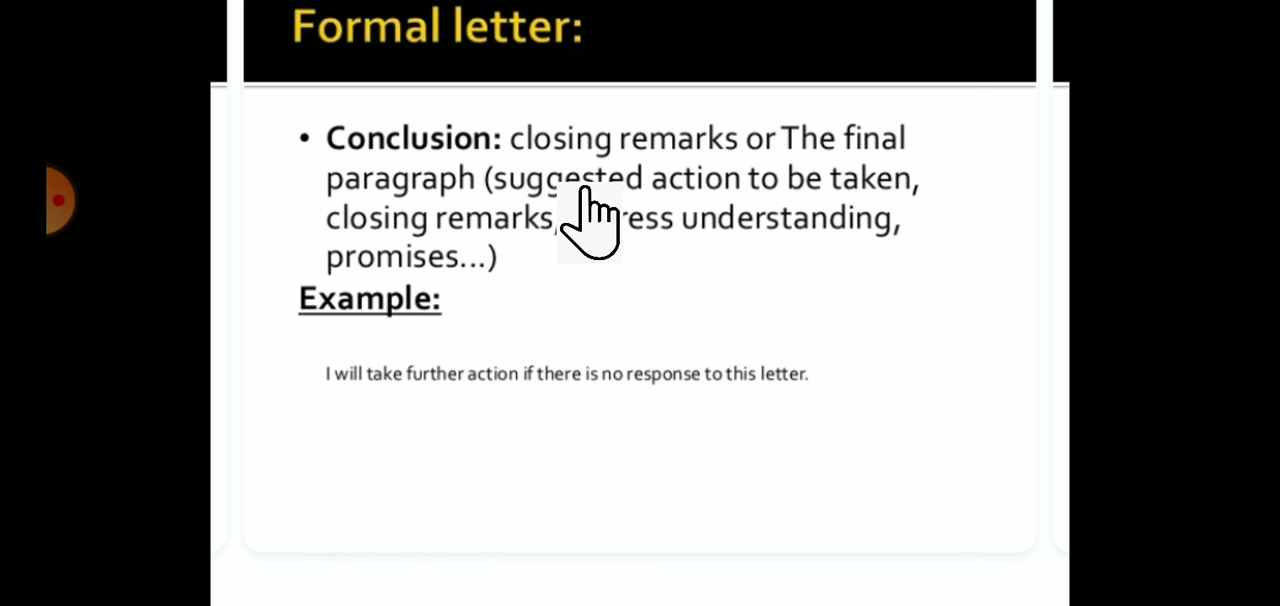 Formal letter:
• Conclusion: closing remarks or The final
paragraph (suggested action to be taken,
closing remarks, understanding,
promises...)
Example:
I will take further action if there is no response to this letter.